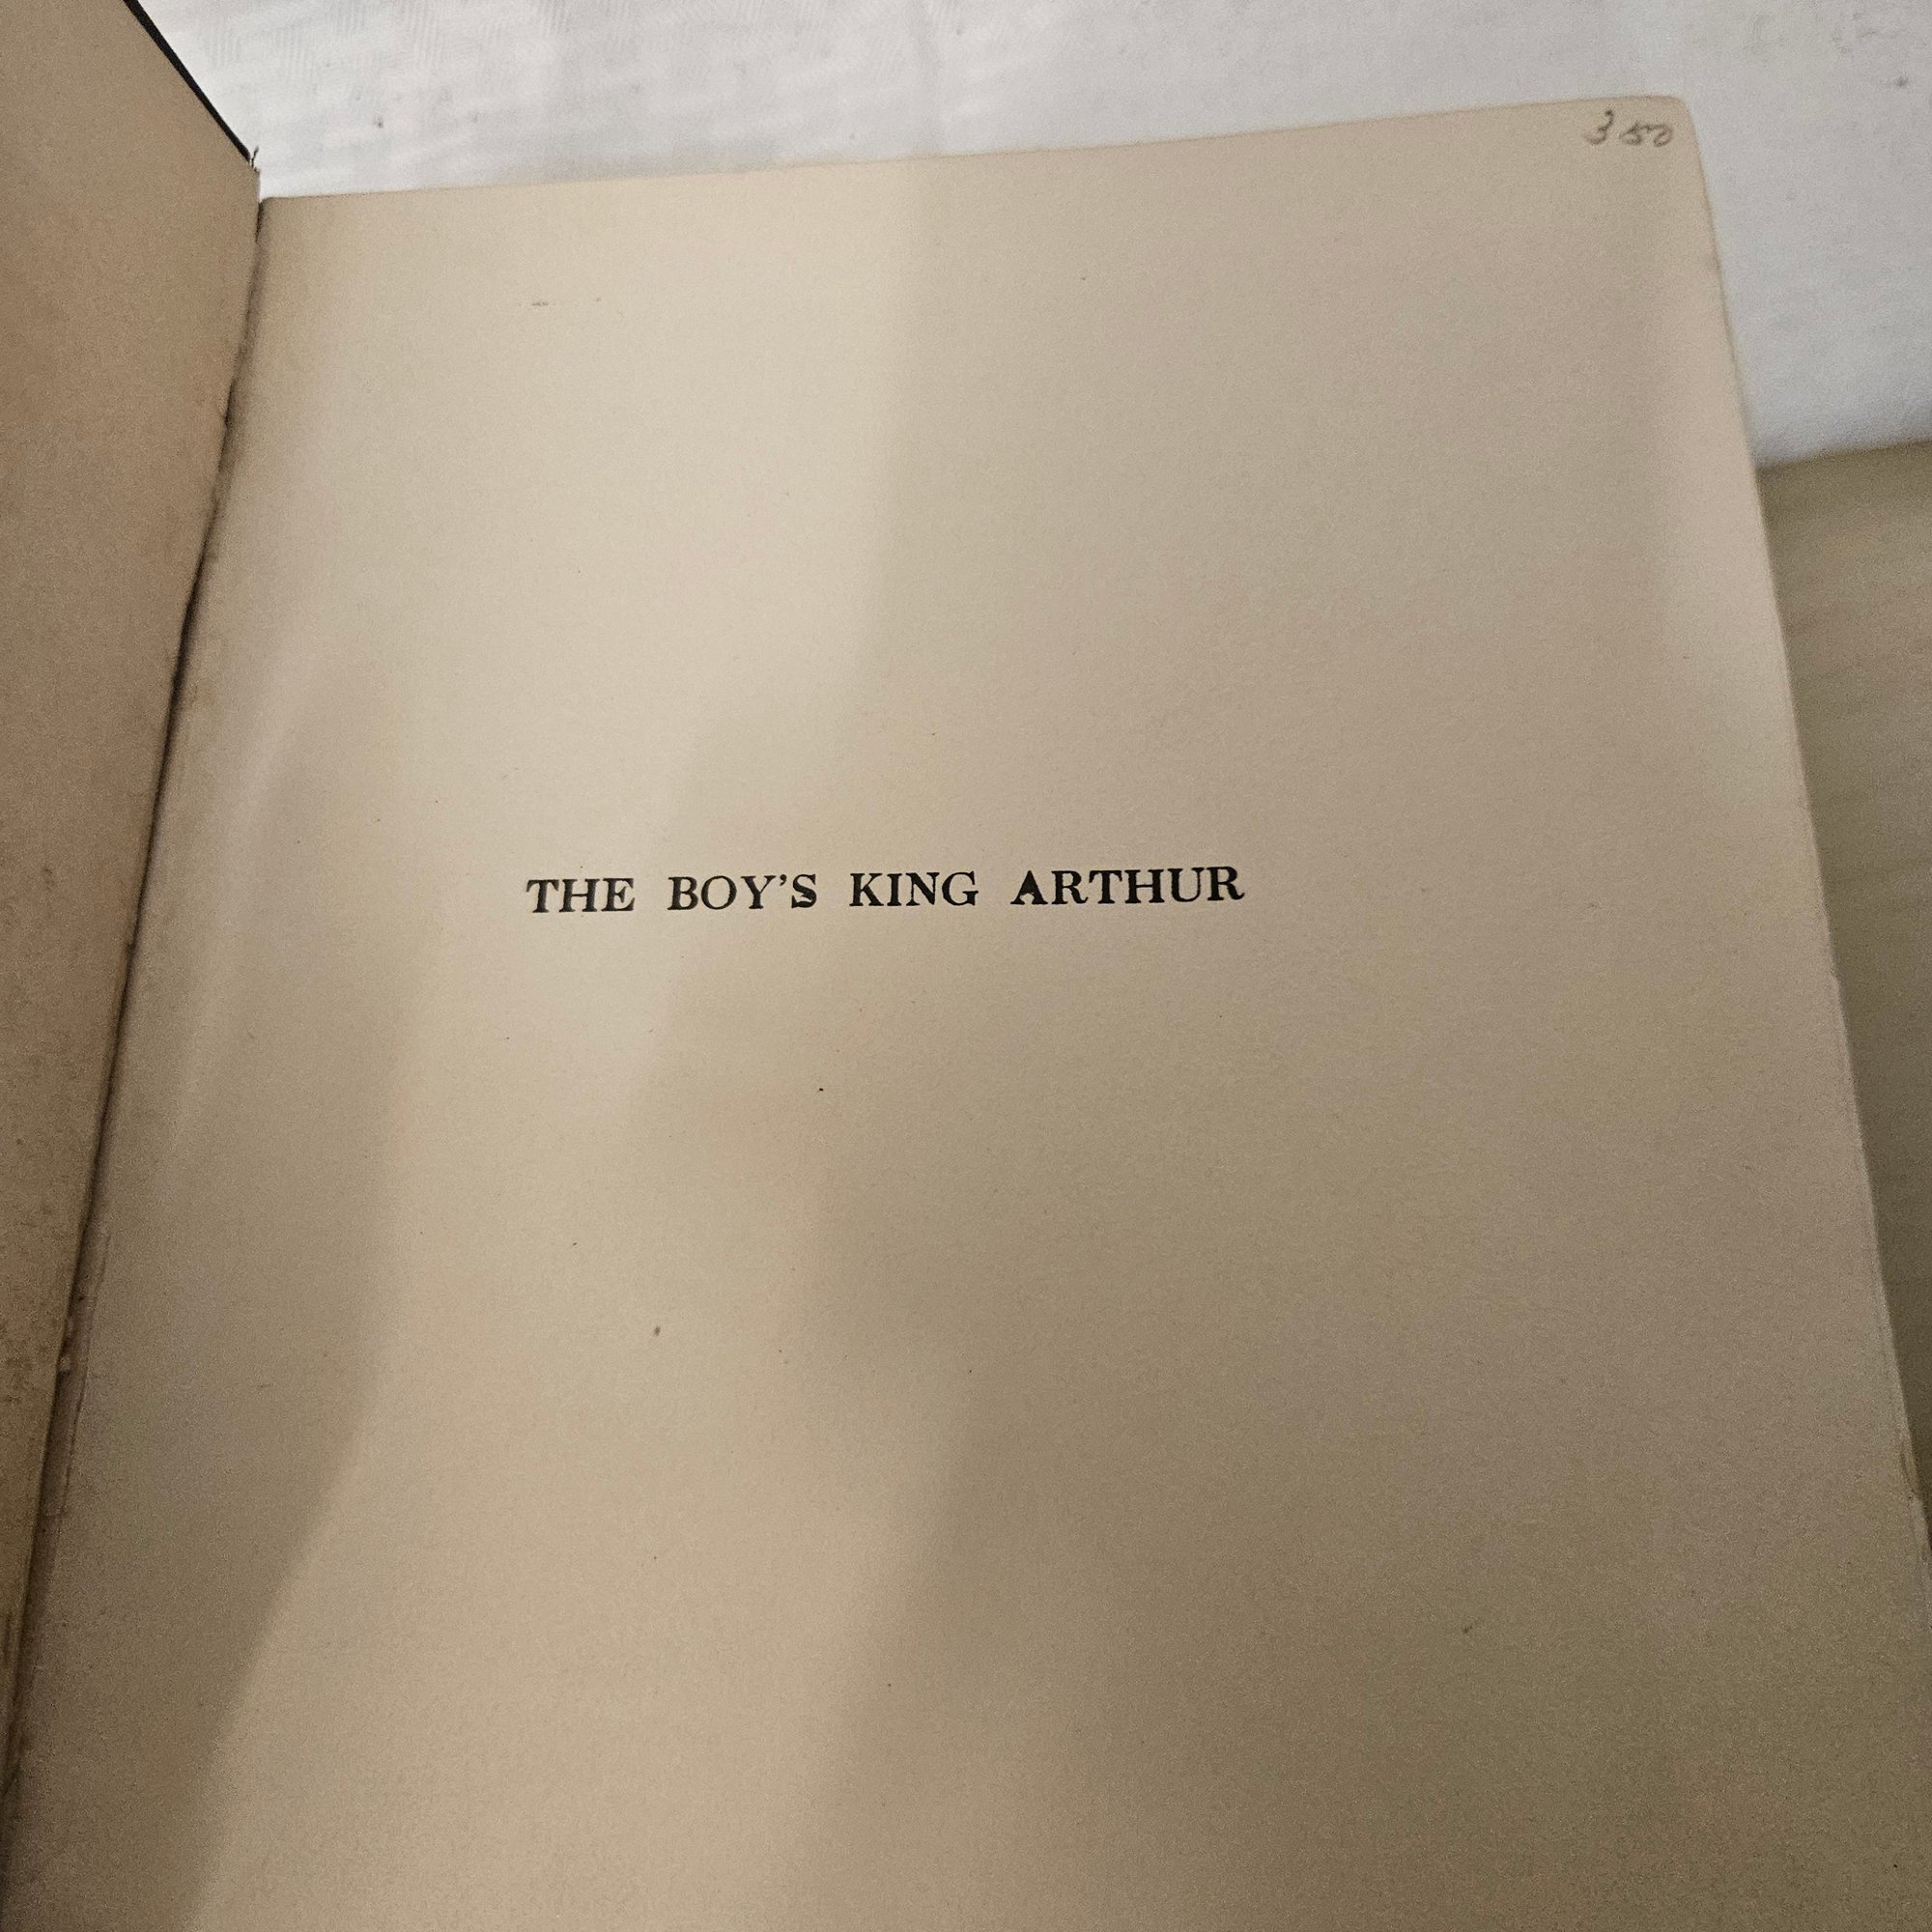 3 50
THE BOY'S KING ARTHUR